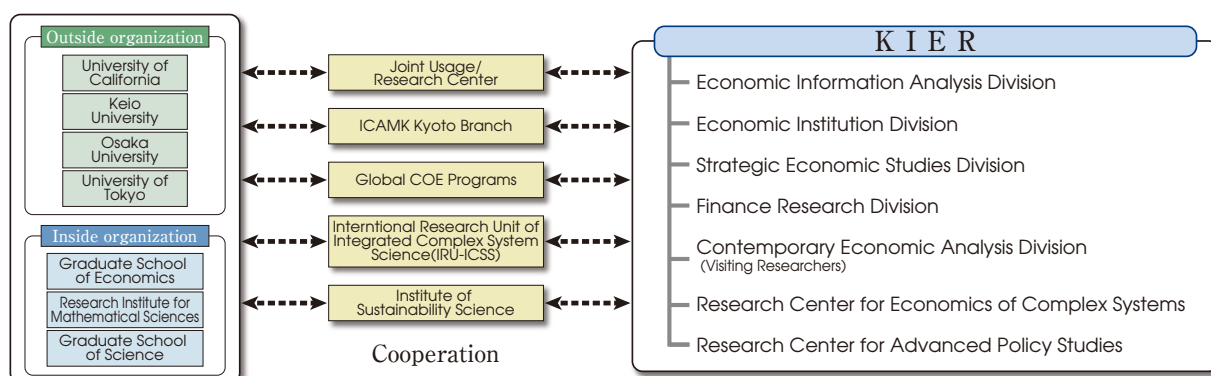 Outside organization
University of
California
Keio
University
Osaka
University
University of
Tokyo
Inside organization
Graduate School
of Economics
Research Institute for
Mathematical Sciences
Graduate School
of Science
Joint Usage/
Research Center
ICAMK Kyoto Branch
Global COE Programs
Interntional Research Unit of
Integrated Complex System
Science(IRU-ICSS)
Institute of
Sustainability Science
Cooperation
KIER
Economic Information Analysis Division
Economic Institution Division
Strategic Economic Studies Division
Finance Research Division
Contemporary Economic Analysis Division
(Visiting Researchers)
Research Center for Economics of Complex Systems
Research Center for Advanced Policy Studies